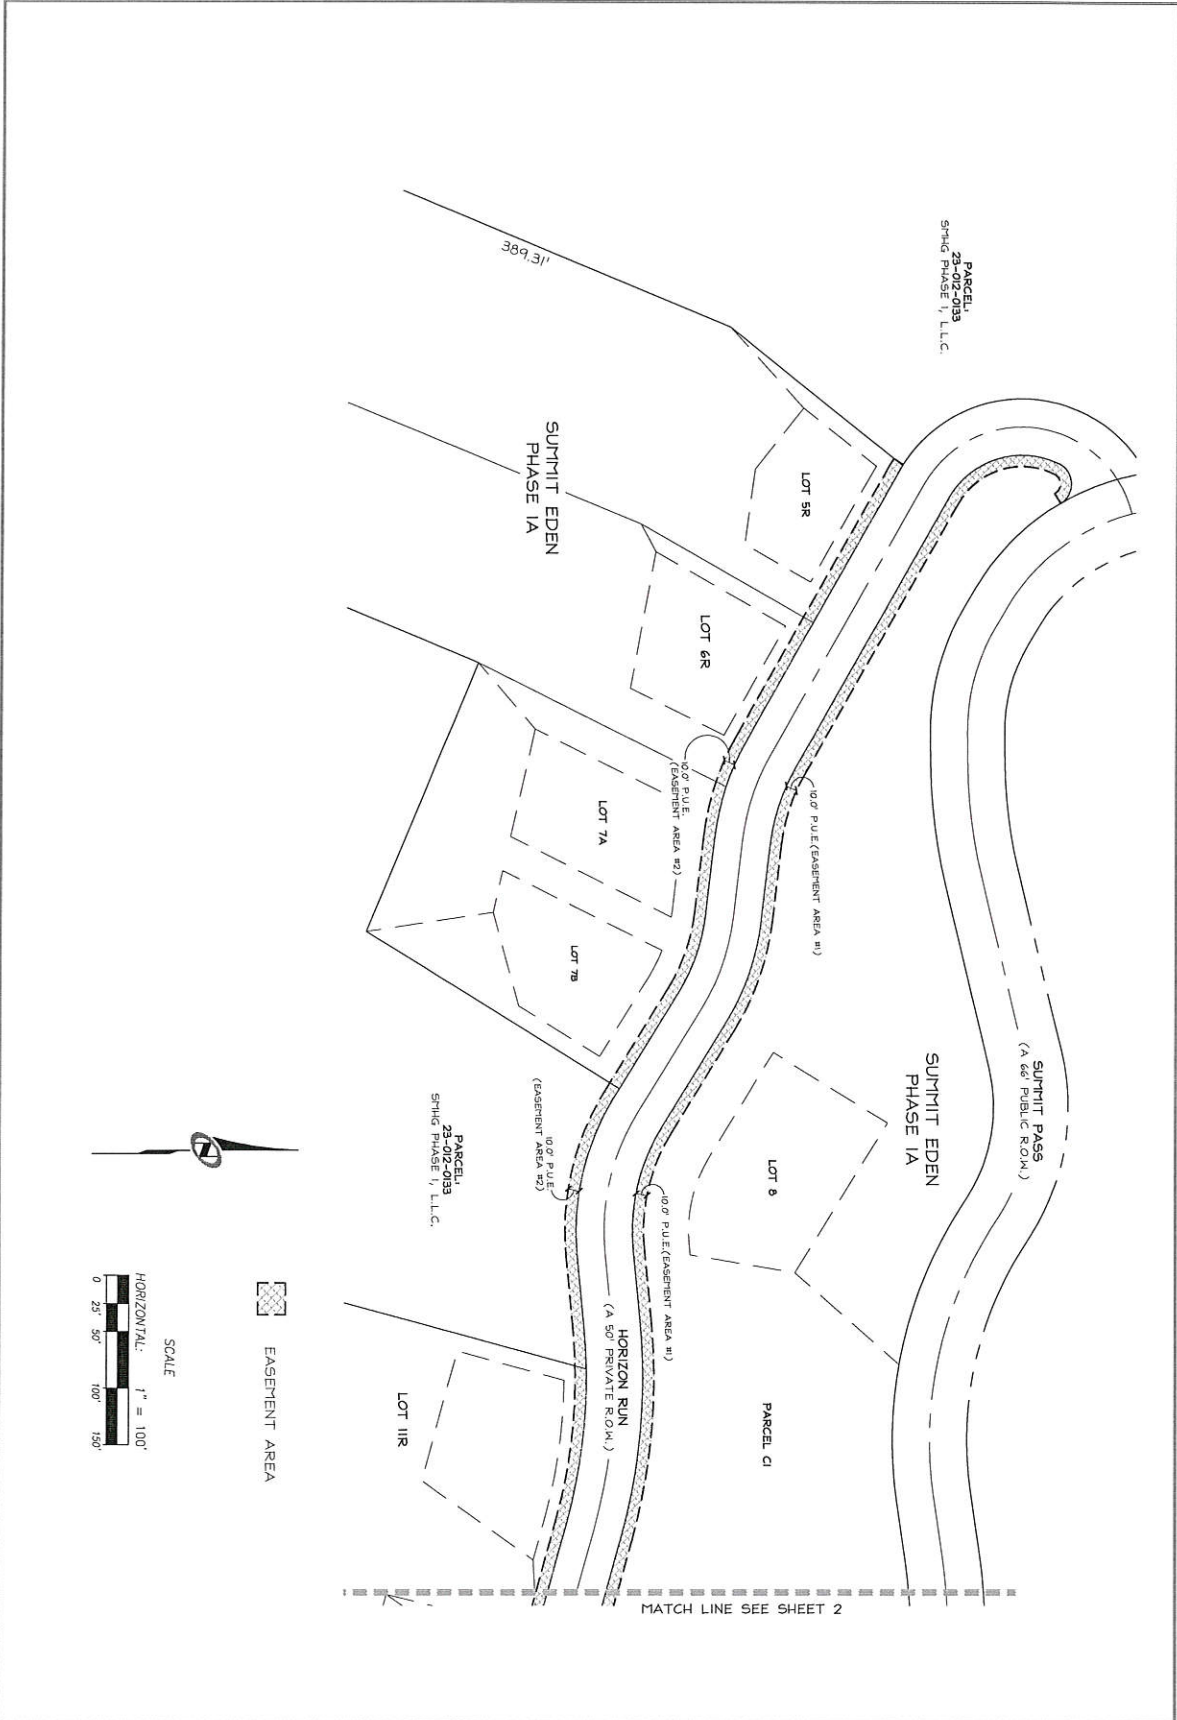 PARCEL:
23-012-0133
SMHG PHASE 1, L.L.C.
389.31'
SUMMIT EDEN
PHASE 1A
LOT 5R
LOT 6R
10.0' P.U.E.
(EASEMENT AREA #2)
10.0' P.U.E.(EASEMENT AREA #1)
LOT 7A
LOT 7B
SUMMIT PASS
(A 66' PUBLIC R.O.W.)
SUMMIT EDEN
PHASE 1A
LOT 8
10.0' P.U.E.
(EASEMENT AREA #2)
10.0' P.U.E.(EASEMENT AREA #1)
PARCEL:
23-012-0133
SMHG PHASE 1, L.L.C.
HORIZON RUN
(A 50' PRIVATE R.O.W.)
PARCEL C1
LOT 11R
EASEMENT AREA
SCALE
HORIZONTAL: 1" = 100'
0 25' 50' 100' 150'
MATCH LINE SEE SHEET 2